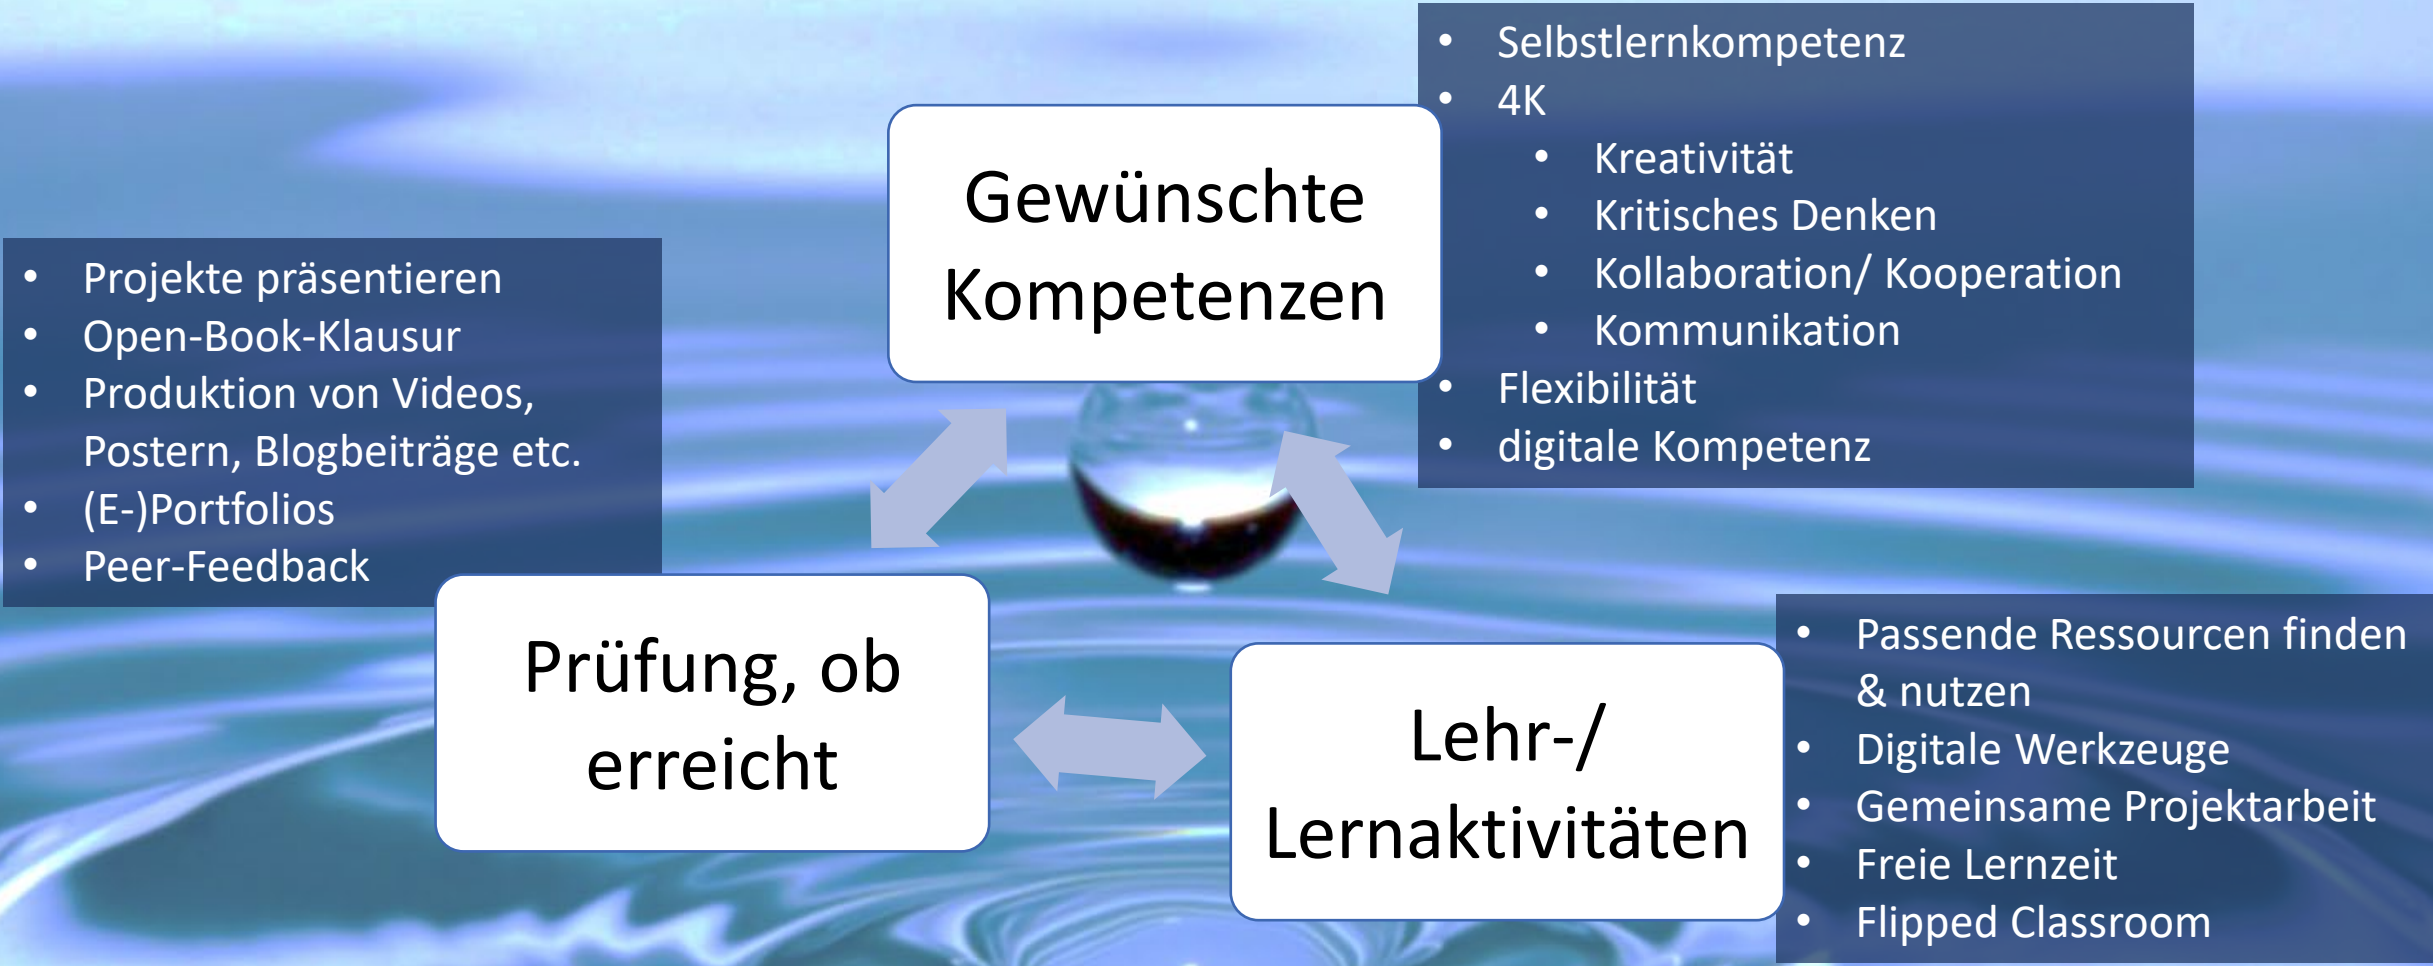 Gewünschte
Kompetenzen
• Selbstlernkompetenz
• 4K
• Kreativität
• Kritisches Denken
• Kollaboration/ Kooperation
• Kommunikation
• Flexibilität
• digitale Kompetenz
• Projekte präsentieren
• Open-Book-Klausur
• Produktion von Videos,
Postern, Blogbeiträge etc.
• (E-)Portfolios
• Peer-Feedback
Prüfung, ob
erreicht
Lehr-/
Lernaktivitäten
• Passende Ressourcen finden
& nutzen
• Digitale Werkzeuge
• Gemeinsame Projektarbeit
• Freie Lernzeit
• Flipped Classroom